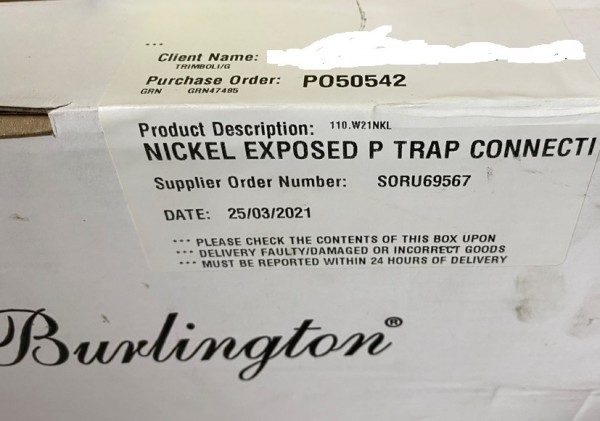 ***
Client Name:
TRIMBOLI/G
Purchase Order: PO50542
GRN GRN47485
Product Description: 110.W21NKL
NICKEL EXPOSED P TRAP CONNECTI
Supplier Order Number: SORU69567
DATE: 25/03/2021
*** PLEASE CHECK THE CONTENTS OF THIS BOX UPON
*** DELIVERY FAULTY/DAMAGED OR INCORRECT GOODS
*** MUST BE REPORTED WITHIN 24 HOURS OF DELIVERY
Burlington®